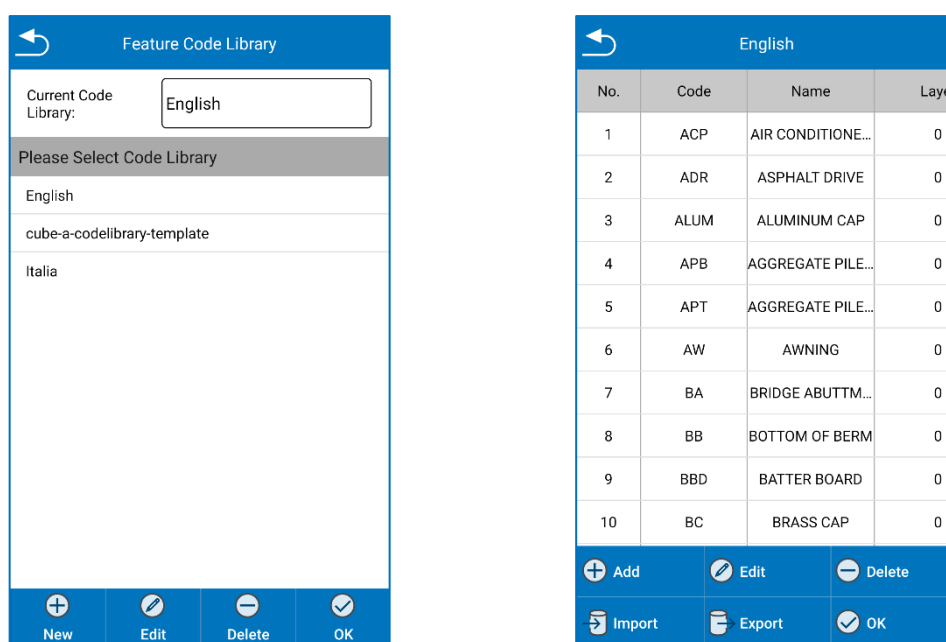 Feature Code Library
Current Code
Library:
English
Please Select Code Library
English
cube-a-codelibrary-template
Italia
New Edit Delete OK
English
No. Code Name Laye
1 ACP AIR CONDITIONE... 0
2 ADR ASPHALT DRIVE 0
3 ALUM ALUMINUM CAP 0
4 APB AGGREGATE PILE... 0
5 APT AGGREGATE PILE... 0
6 AW AWNING 0
7 BA BRIDGE ABUTTM... 0
8 BB BOTTOM OF BERM 0
9 BBD BATTER BOARD 0
10 BC BRASS CAP 0
Add Edit Delete
Import Export OK